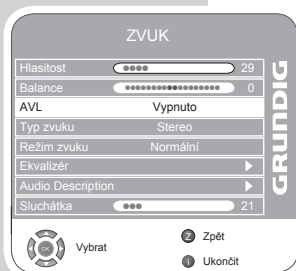 ZVUK
Hlasitost 29
Balance 0
AVL Vypnuto
Typ zvuku Stereo
Režim zvuku Normální
Ekvalizér
Audio Description
Sluchátka 21
GRUNDIG
OK Vybrat
Z Zpět
i Ukončit